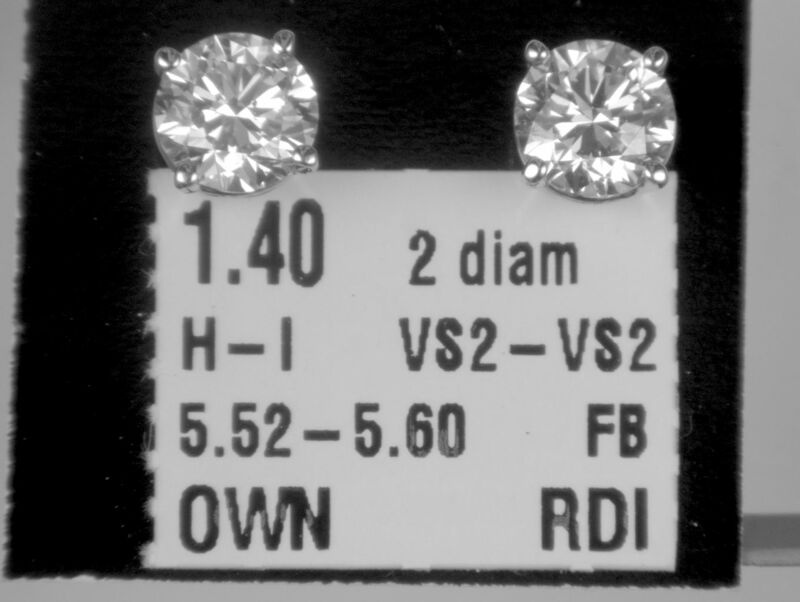 1.40 2 diam
H-I VS2-VS2
5.52-5.60 FB
OWN RDI